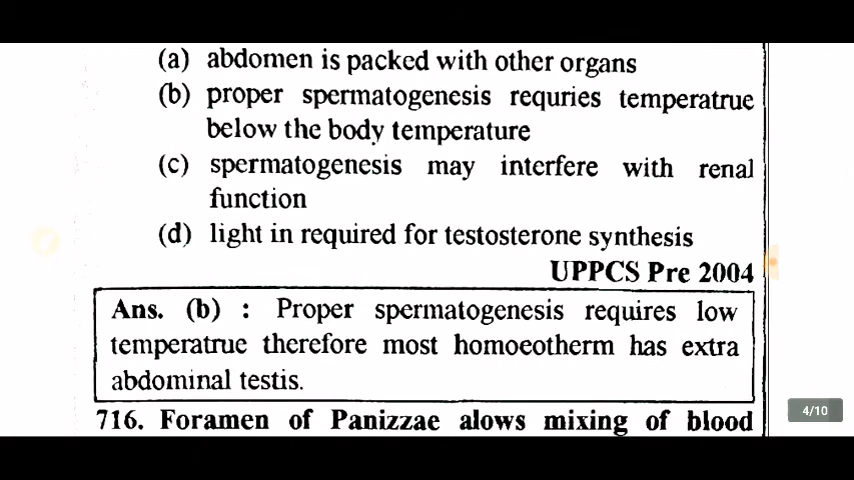 (a) abdomen is packed with other organs
(b) proper spermatogenesis requries temperatrue
below the body temperature
(c) spermatogenesis may interfere with renal
function
(d) light in required for testosterone synthesis
UPPCS Pre 2004
Ans. (b) : Proper spermatogenesis requires low
temperatrue therefore most homoeotherm has extra
abdominal testis.
716. Foramen of Panizzae alows mixing of blood
4/10